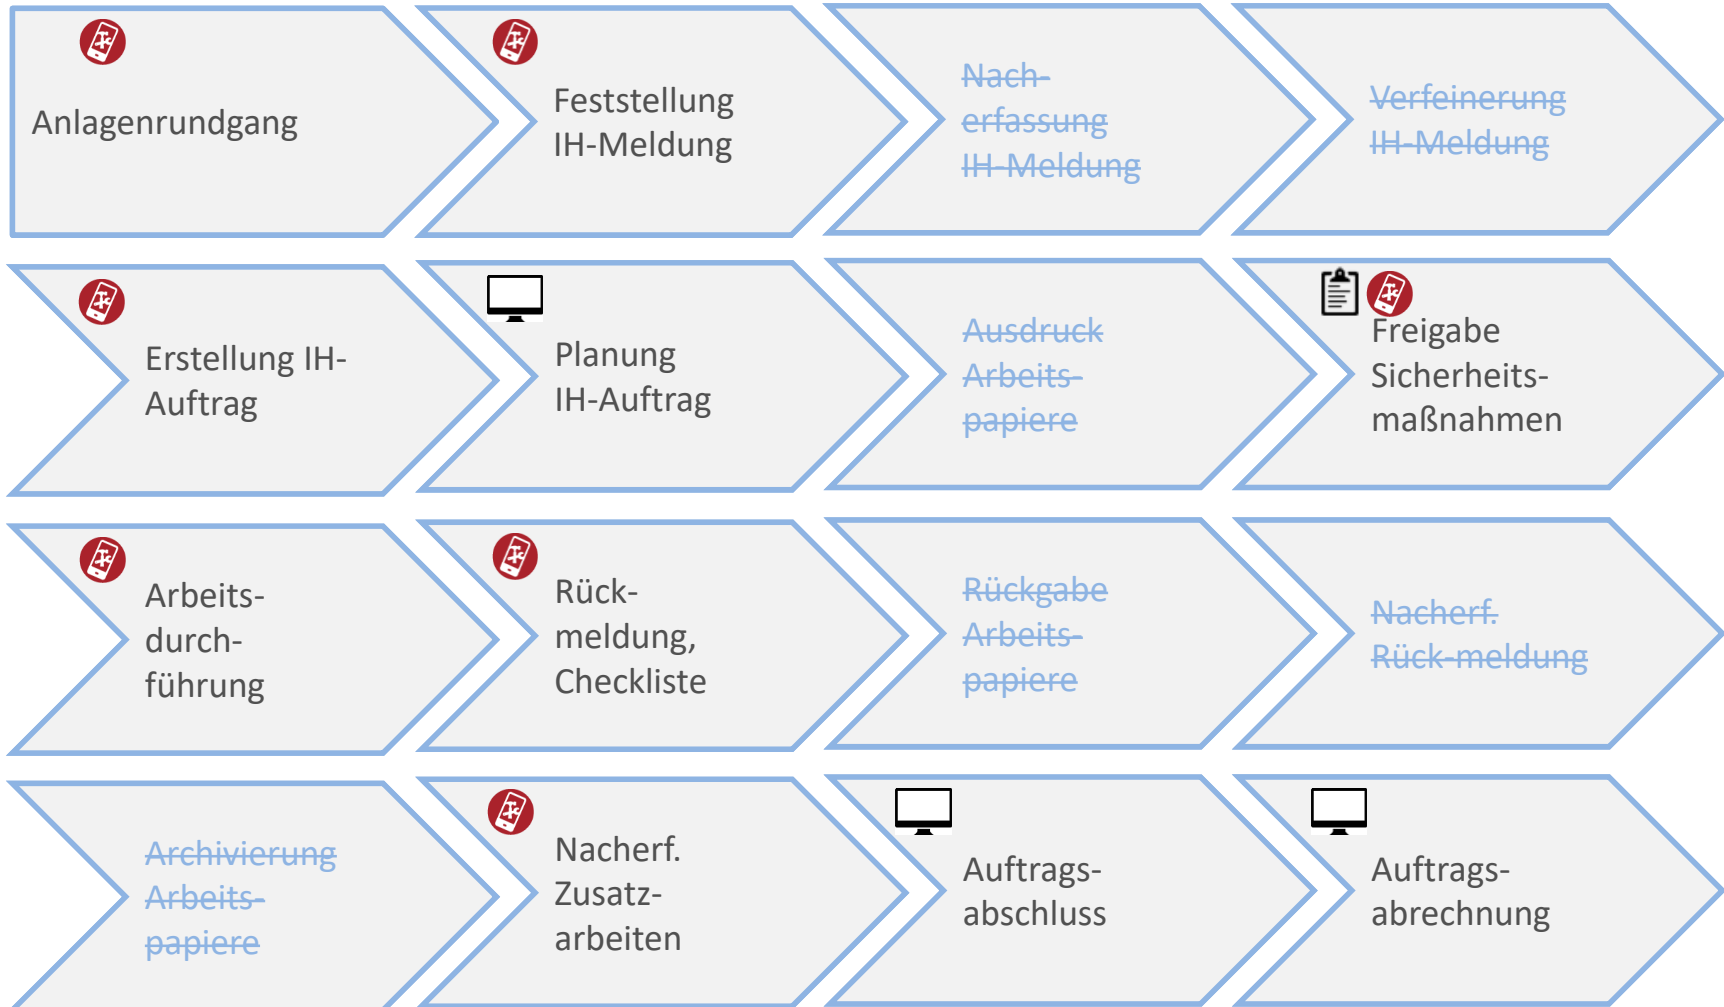 Anlagenrundgang
Feststellung
IH-Meldung
Nach-
erfassung
IH-Meldung
Verfeinerung
IH-Meldung
Erstellung IH-
Auftrag
Planung
IH-Auftrag
Ausdruck
Arbeits-
papiere
Freigabe
Sicherheits-
maßnahmen
Arbeits-
durch-
führung
Rück-
meldung,
Checkliste
Rückgabe
Arbeits-
papiere
Nacherf.
Rück-meldung
Archivierung
Arbeits-
papiere
Nacherf.
Zusatz-
arbeiten
Auftrags-
abschluss
Auftrags-
abrechnung